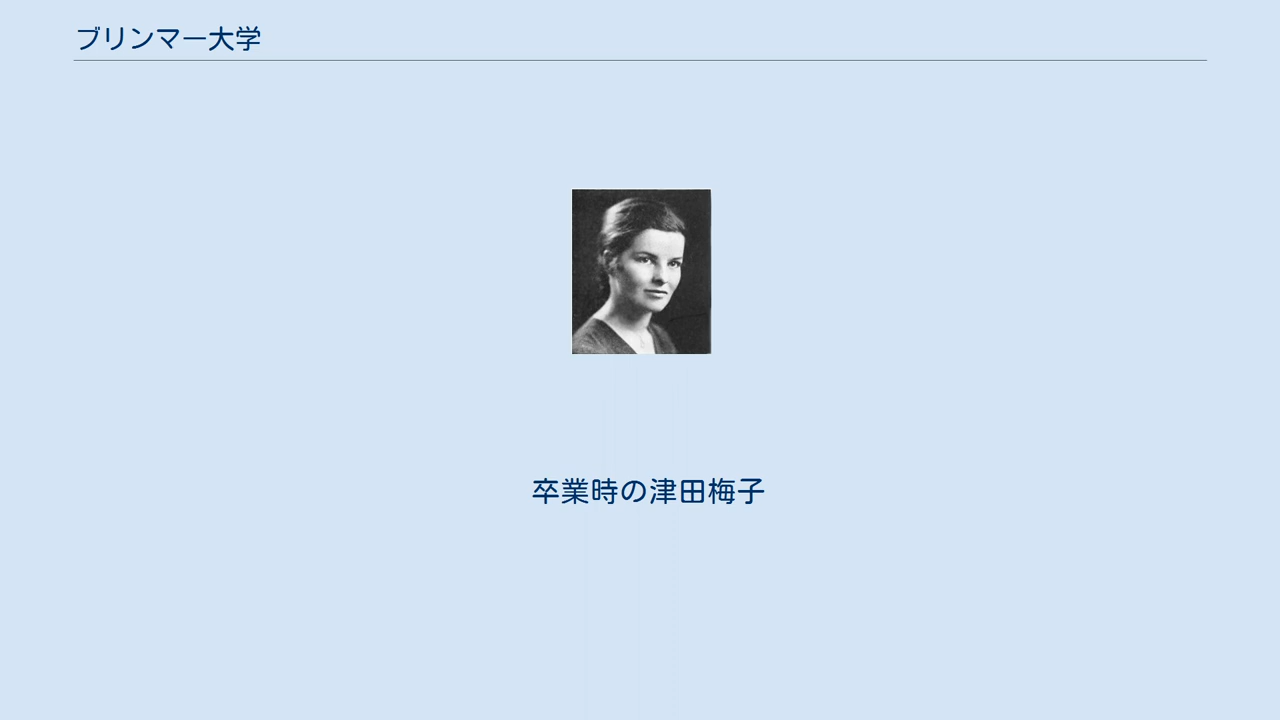 ブリンマー大学
卒業時の津田梅子